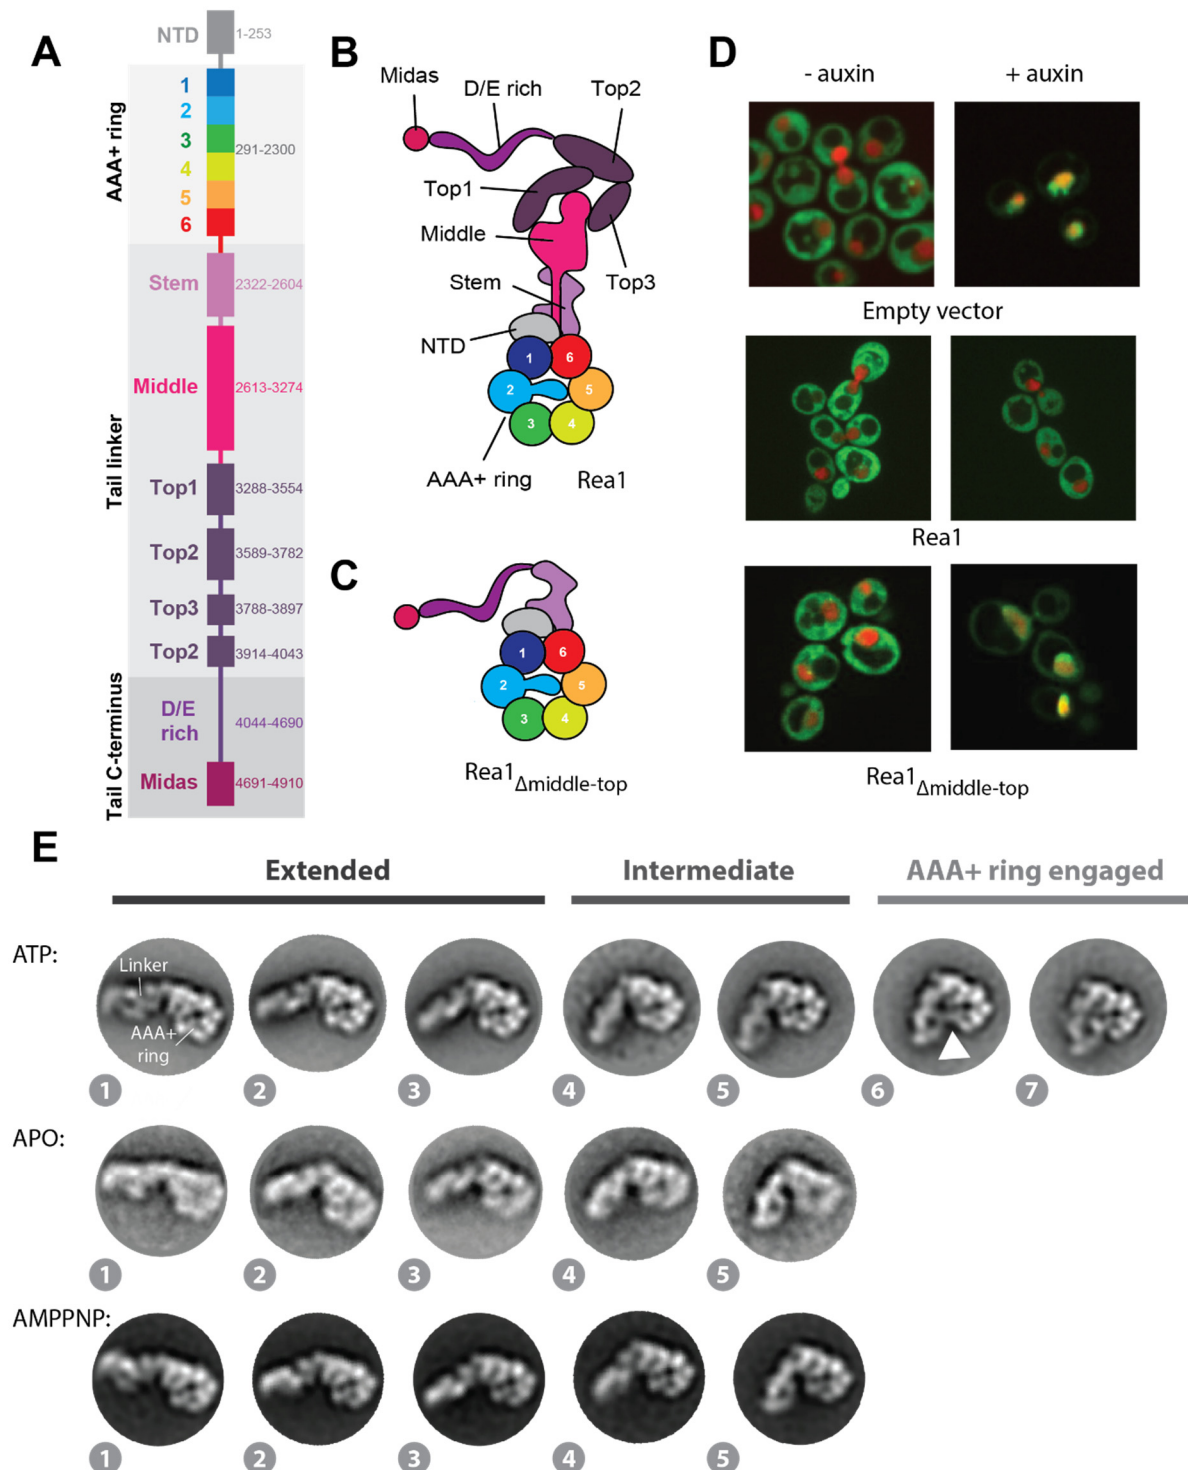 A
NTD 1-253
AAA+ ring
1
2
3
291-2300
4
5
6
Tail linker
Stem 2322-2604
Middle 2613-3274
Top1 3288-3554
Top2 3589-3782
Top3 3788-3897
Top2 3914-4043
Tail C-terminus
D/E
rich
4044-4690
Midas 4691-4910
B
Midas
D/E rich
Top2
Top1
Middle
Stem
Top3
NTD
1
6
2
5
3
4
AAA+ ring
Rea1
C
1
6
2
5
3
4
Rea1Δmiddle-top
D
- auxin
+ auxin
Empty vector
Rea1
Rea1Δmiddle-top
E
Extended
Intermediate
AAA+ ring engaged
ATP:
Linker
AAA+
ring
1 2 3 4 5 6 7
APO:
1 2 3 4 5
AMPPNP:
1 2 3 4 5